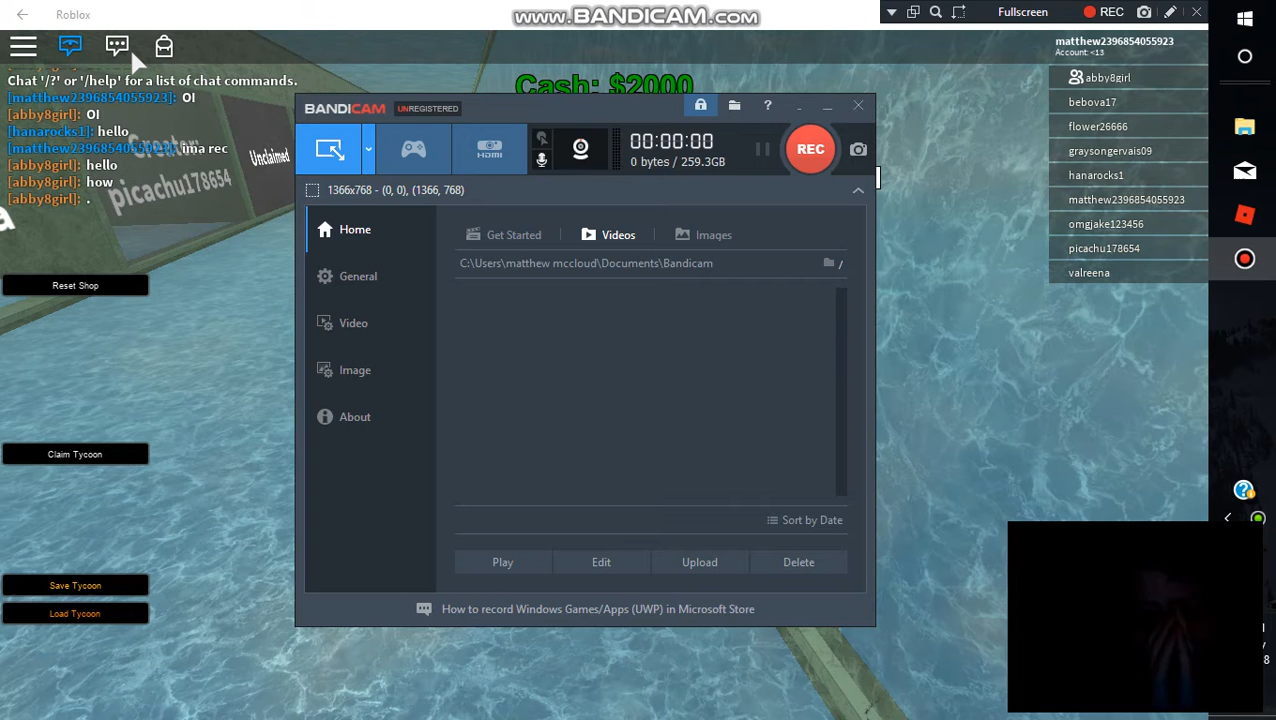 Roblox
www.BANDICAM.com
Fullscreen
REC
matthew2396854055923
Account: <13
abby8girl
bebova17
flower26666
graysongervais09
hanarocks1
matthew2396854055923
omgjake123456
picachu178654
valreena
Chat '/?' or '/help' for a list of chat commands.
[matthew2396854055923]: OI
[abby8girl]: OI
[hanarocks1]: hello
[matthew2396854055923]: ima rec
[abby8girl]: hello
[abby8girl]: how
[abby8girl]: .
Creator:
picachu178654
Unclaimed
Cash: $2000
Reset Shop
Claim Tycoon
Save Tycoon
Load Tycoon
BANDICAM UNREGISTERED
HDMI
00:00:00
0 bytes / 259.3GB
REC
1366x768 - (0, 0), (1366, 768)
Home
General
Video
Image
About
Get Started
Videos
Images
C:\Users\matthew mccloud\Documents\Bandicam
/
Sort by Date
Play
Edit
Upload
Delete
How to record Windows Games/Apps (UWP) in Microsoft Store